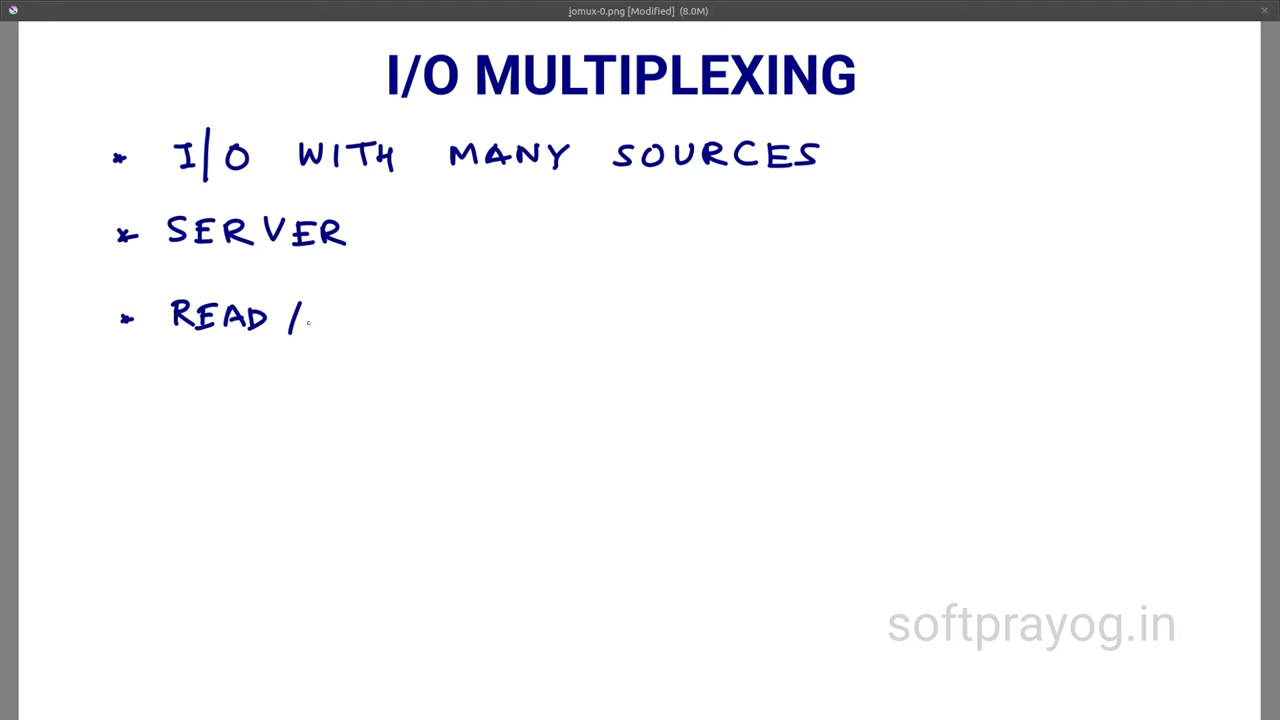 jomux-0.png [Modified] (8.0M)
I/O MULTIPLEXING
* I/O WITH MANY SOURCES
* SERVER
* READ /
softprayog.in